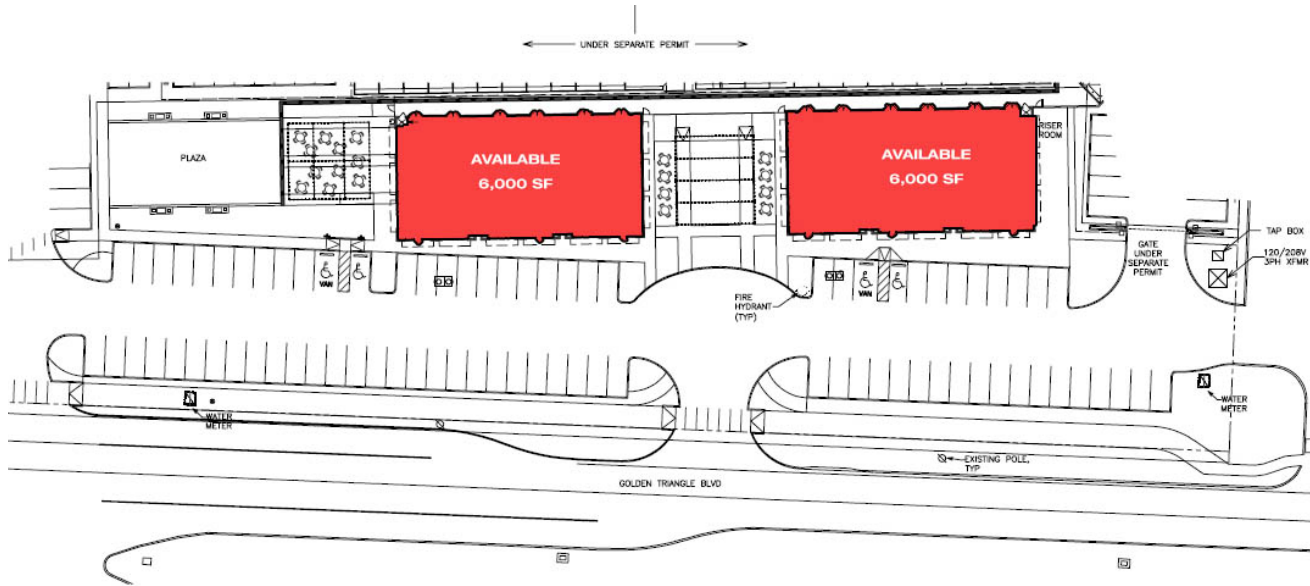 UNDER SEPARATE PERMIT
PLAZA
AVAILABLE
6,000 SF
AVAILABLE
6,000 SF
RISER
ROOM
TAP BOX
120/208V
3PH XFMR
GATE
UNDER
SEPARATE
PERMIT
VAN
VAN
FIRE
HYDRANT
(TYP)
WATER
METER
WATER
METER
EXISTING POLE,
TYP
GOLDEN TRIANGLE BLVD